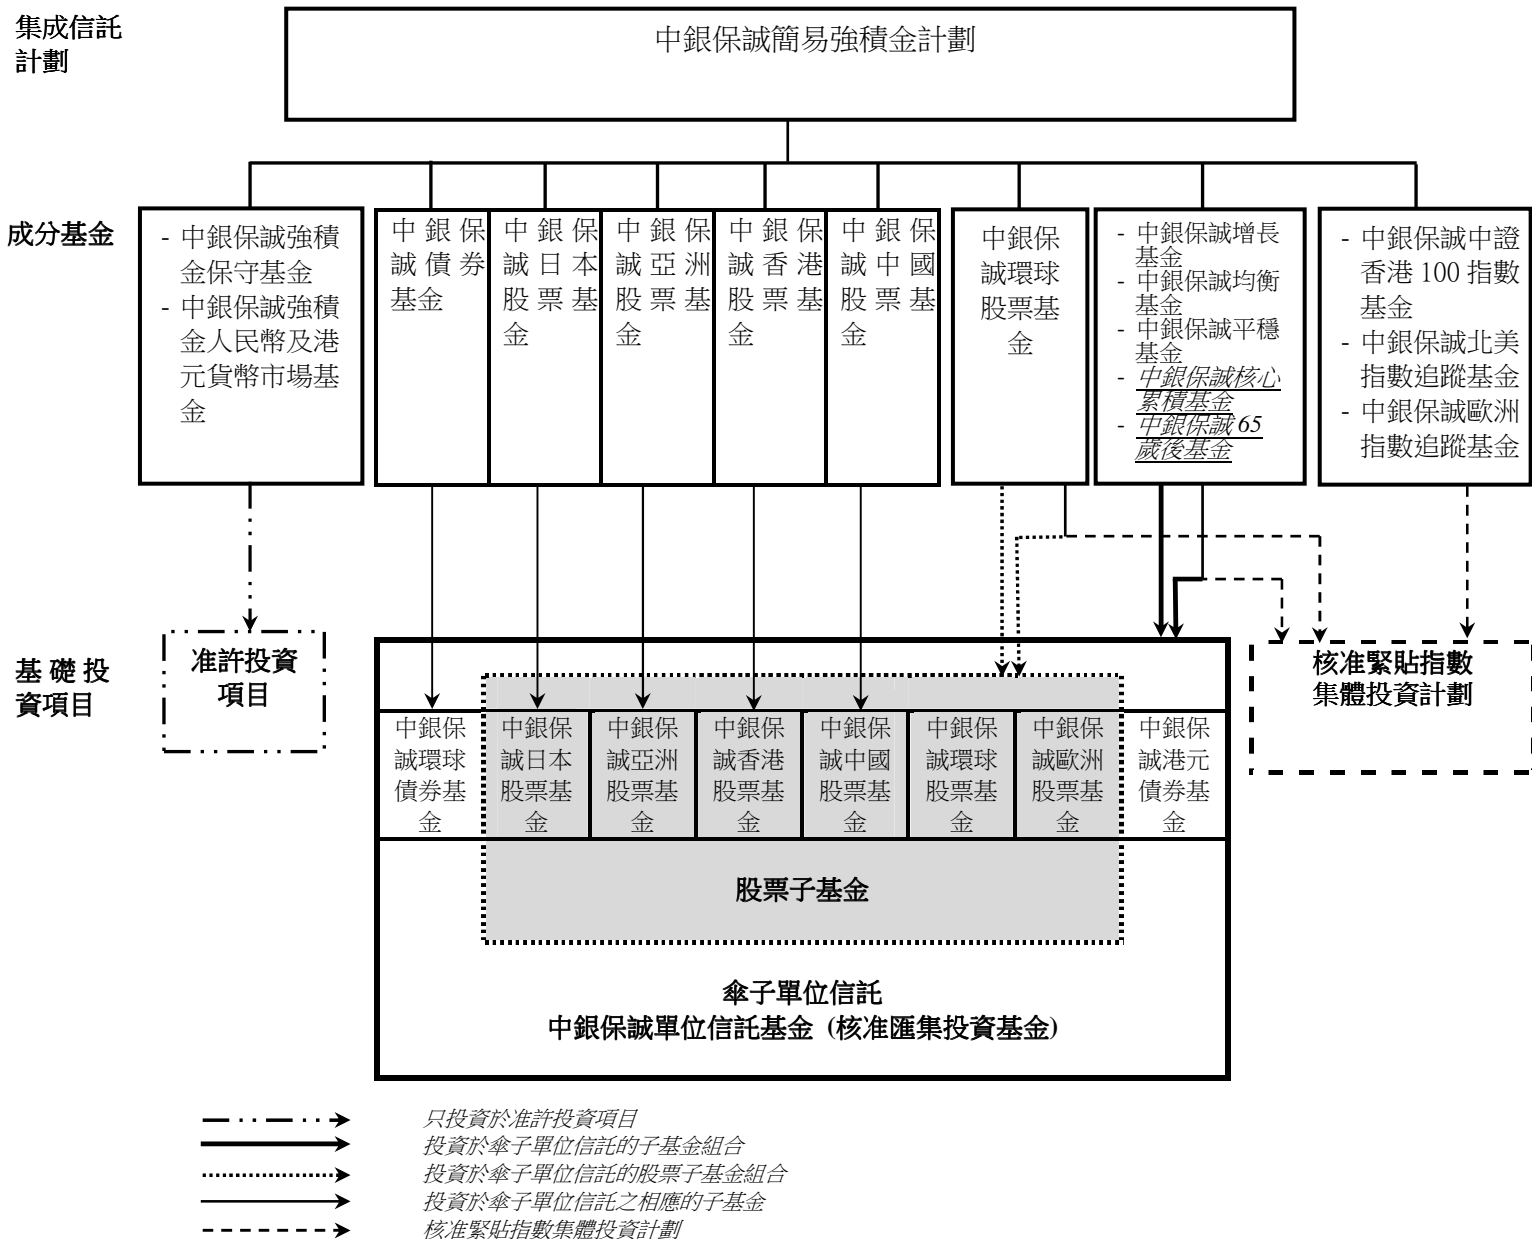 集成信託
計劃
中銀保誠簡易強積金計劃
成分基金
- 中銀保誠強積
金保守基金
- 中銀保誠強積
金人民幣及港
元貨幣市場基
金
中銀保
誠債券
基金
中銀保
誠日本
股票基
金
中銀保
誠亞洲
股票基
金
中銀保
誠香港
股票基
金
中銀保
誠中國
股票基
金
中銀保
誠環球
股票基
金
- 中銀保誠增長
基金
- 中銀保誠均衡
基金
- 中銀保誠平穩
基金
- 中銀保誠核心
累積基金
- 中銀保誠 65
歲後基金
- 中銀保誠中證
香港 100 指數
基金
- 中銀保誠北美
指數追蹤基金
- 中銀保誠歐洲
指數追蹤基金
基礎投
資項目
准許投資
項目
核准緊貼指數
集體投資計劃
中銀保
誠環球
債券基
金
中銀保
誠日本
股票基
金
中銀保
誠亞洲
股票基
金
中銀保
誠香港
股票基
金
中銀保
誠中國
股票基
金
中銀保
誠環球
股票基
金
中銀保
誠歐洲
股票基
金
中銀保
誠港元
債券基
金
股票子基金
傘子單位信託
中銀保誠單位信託基金 (核准匯集投資基金)
只投資於准許投資項目
投資於傘子單位信託的子基金組合
投資於傘子單位信託的股票子基金組合
投資於傘子單位信託之相應的子基金
核准緊貼指數集體投資計劃